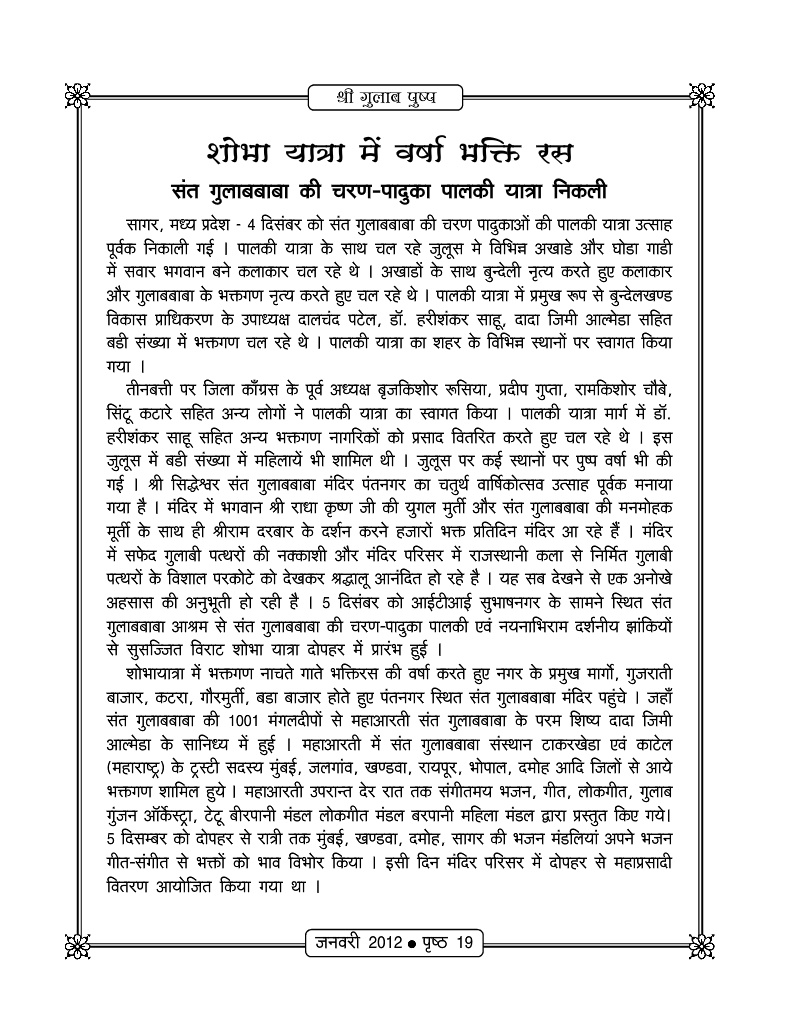 श्री गुलाब पुष्प
शोभा यात्रा में वर्षा भक्ति रस
संत गुलाबबाबा की चरण-पादुका पालकी यात्रा निकली
सागर, मध्य प्रदेश - 4 दिसंबर को संत गुलाबबाबा की चरण पादुकाओं की पालकी यात्रा उत्साह
पूर्वक निकाली गई । पालकी यात्रा के साथ चल रहे जुलूस मे विभिन्न अखाडे और घोडा गाडी
में सवार भगवान बने कलाकार चल रहे थे । अखाडों के साथ बुन्देली नृत्य करते हुए कलाकार
और गुलाबबाबा के भक्तगण नृत्य करते हुए चल रहे थे । पालकी यात्रा में प्रमुख रूप से बुन्देलखण्ड
विकास प्राधिकरण के उपाध्यक्ष दालचंद पटेल, डॉ. हरीशंकर साहू, दादा जिमी आल्मेडा सहित
बडी संख्या में भक्तगण चल रहे थे । पालकी यात्रा का शहर के विभिन्न स्थानों पर स्वागत किया
गया ।
तीनबत्ती पर जिला काँग्रस के पूर्व अध्यक्ष बृजकिशोर रूसिया, प्रदीप गुप्ता, रामकिशोर चौबे,
सिंटू कटारे सहित अन्य लोगों ने पालकी यात्रा का स्वागत किया । पालकी यात्रा मार्ग में डॉ.
हरीशंकर साहू सहित अन्य भक्तगण नागरिकों को प्रसाद वितरित करते हुए चल रहे थे । इस
जुलूस में बडी संख्या में महिलायें भी शामिल थी । जुलूस पर कई स्थानों पर पुष्प वर्षा भी की
गई । श्री सिद्धेश्वर संत गुलाबबाबा मंदिर पंतनगर का चतुर्थ वार्षिकोत्सव उत्साह पूर्वक मनाया
गया है । मंदिर में भगवान श्री राधा कृष्ण जी की युगल मुर्ती और संत गुलाबबाबा की मनमोहक
मूर्ती के साथ ही श्रीराम दरबार के दर्शन करने हजारों भक्त प्रतिदिन मंदिर आ रहे हैं । मंदिर
में सफेद गुलाबी पत्थरों की नक्काशी और मंदिर परिसर में राजस्थानी कला से निर्मित गुलाबी
पत्थरों के विशाल परकोटे को देखकर श्रद्धालू आनंदित हो रहे है । यह सब देखने से एक अनोखे
अहसास की अनुभूती हो रही है । 5 दिसंबर को आईटीआई सुभाषनगर के सामने स्थित संत
गुलाबबाबा आश्रम से संत गुलाबबाबा की चरण-पादुका पालकी एवं नयनाभिराम दर्शनीय झांकियों
से सुसज्जित विराट शोभा यात्रा दोपहर में प्रारंभ हुई ।
शोभायात्रा में भक्तगण नाचते गाते भक्तिरस की वर्षा करते हुए नगर के प्रमुख मार्गो, गुजराती
बाजार, कटरा, गौरमुर्ती, बडा बाजार होते हुए पंतनगर स्थित संत गुलाबबाबा मंदिर पहुंचे । जहाँ
संत गुलाबबाबा की 1001 मंगलदीपों से महाआरती संत गुलाबबाबा के परम शिष्य दादा जिमी
आल्मेडा के सानिध्य में हुई । महाआरती में संत गुलाबबाबा संस्थान टाकरखेडा एवं काटेल
(महाराष्ट्र) के ट्रस्टी सदस्य मुंबई, जलगांव, खण्डवा, रायपूर, भोपाल, दमोह आदि जिलों से आये
भक्तगण शामिल हुये । महाआरती उपरान्त देर रात तक संगीतमय भजन, गीत, लोकगीत, गुलाब
गुंजन ऑर्केस्ट्रा, टेटू बीरपानी मंडल लोकगीत मंडल बरपानी महिला मंडल द्वारा प्रस्तुत किए गये।
5 दिसम्बर को दोपहर से रात्री तक मुंबई, खण्डवा, दमोह, सागर की भजन मंडलियां अपने भजन
गीत-संगीत से भक्तों को भाव विभोर किया । इसी दिन मंदिर परिसर में दोपहर से महाप्रसादी
वितरण आयोजित किया गया था ।
जनवरी 2012 ● पृष्ठ 19